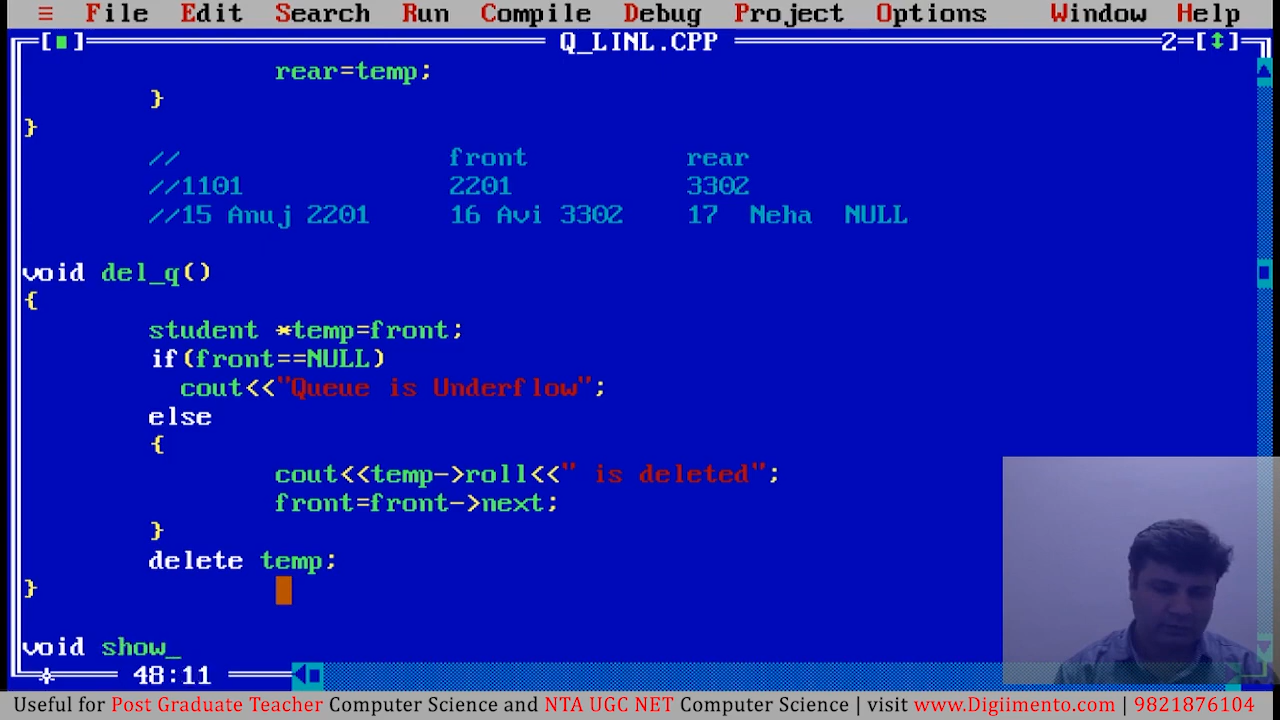 ≡ File Edit Search Run Compile Debug Project Options Window Help
[■] Q_LINL.CPP 2=[↕]
rear=temp;
}
}
// front rear
//1101 2201 3302
//15 Anuj 2201 16 Avi 3302 17 Neha NULL
void del_q()
{
student *temp=front;
if(front==NULL)
cout<<"Queue is Underflow";
else
{
cout<<temp->roll<<" is deleted";
front=front->next;
}
delete temp;
}
void show_
48:11
Useful for Post Graduate Teacher Computer Science and NTA UGC NET Computer Science | visit www.Digiimento.com | 9821876104